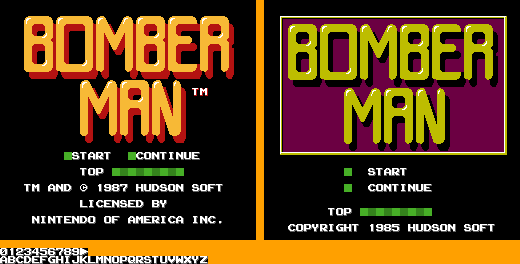 BOMBER
MAN™
START CONTINUE
TOP
TM AND © 1987 HUDSON SOFT
LICENSED BY
NINTENDO OF AMERICA INC.
BOMBER
MAN
START
CONTINUE
TOP
COPYRIGHT 1985 HUDSON SOFT
0123456789▶
ABCDEFGHIJKLMNOPQRSTUVWXYZ